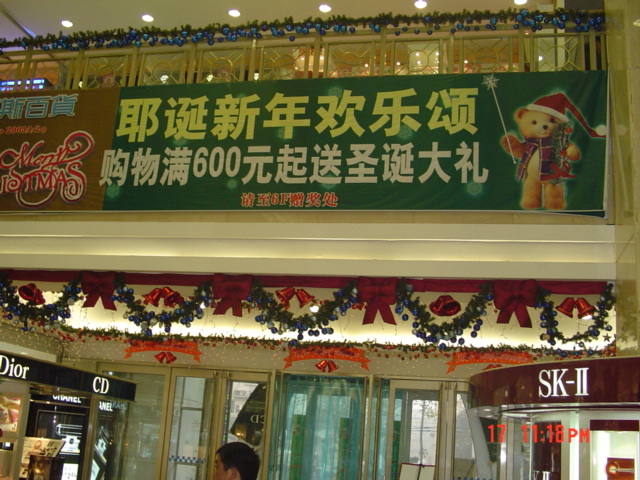 斯百貨
Merry
CHRISTMAS
耶诞新年欢乐颂
购物满600元起送圣诞大礼
请至6F赠奖处
Dior
CD
CHANEL
CD
SK-II
17 11:18PM